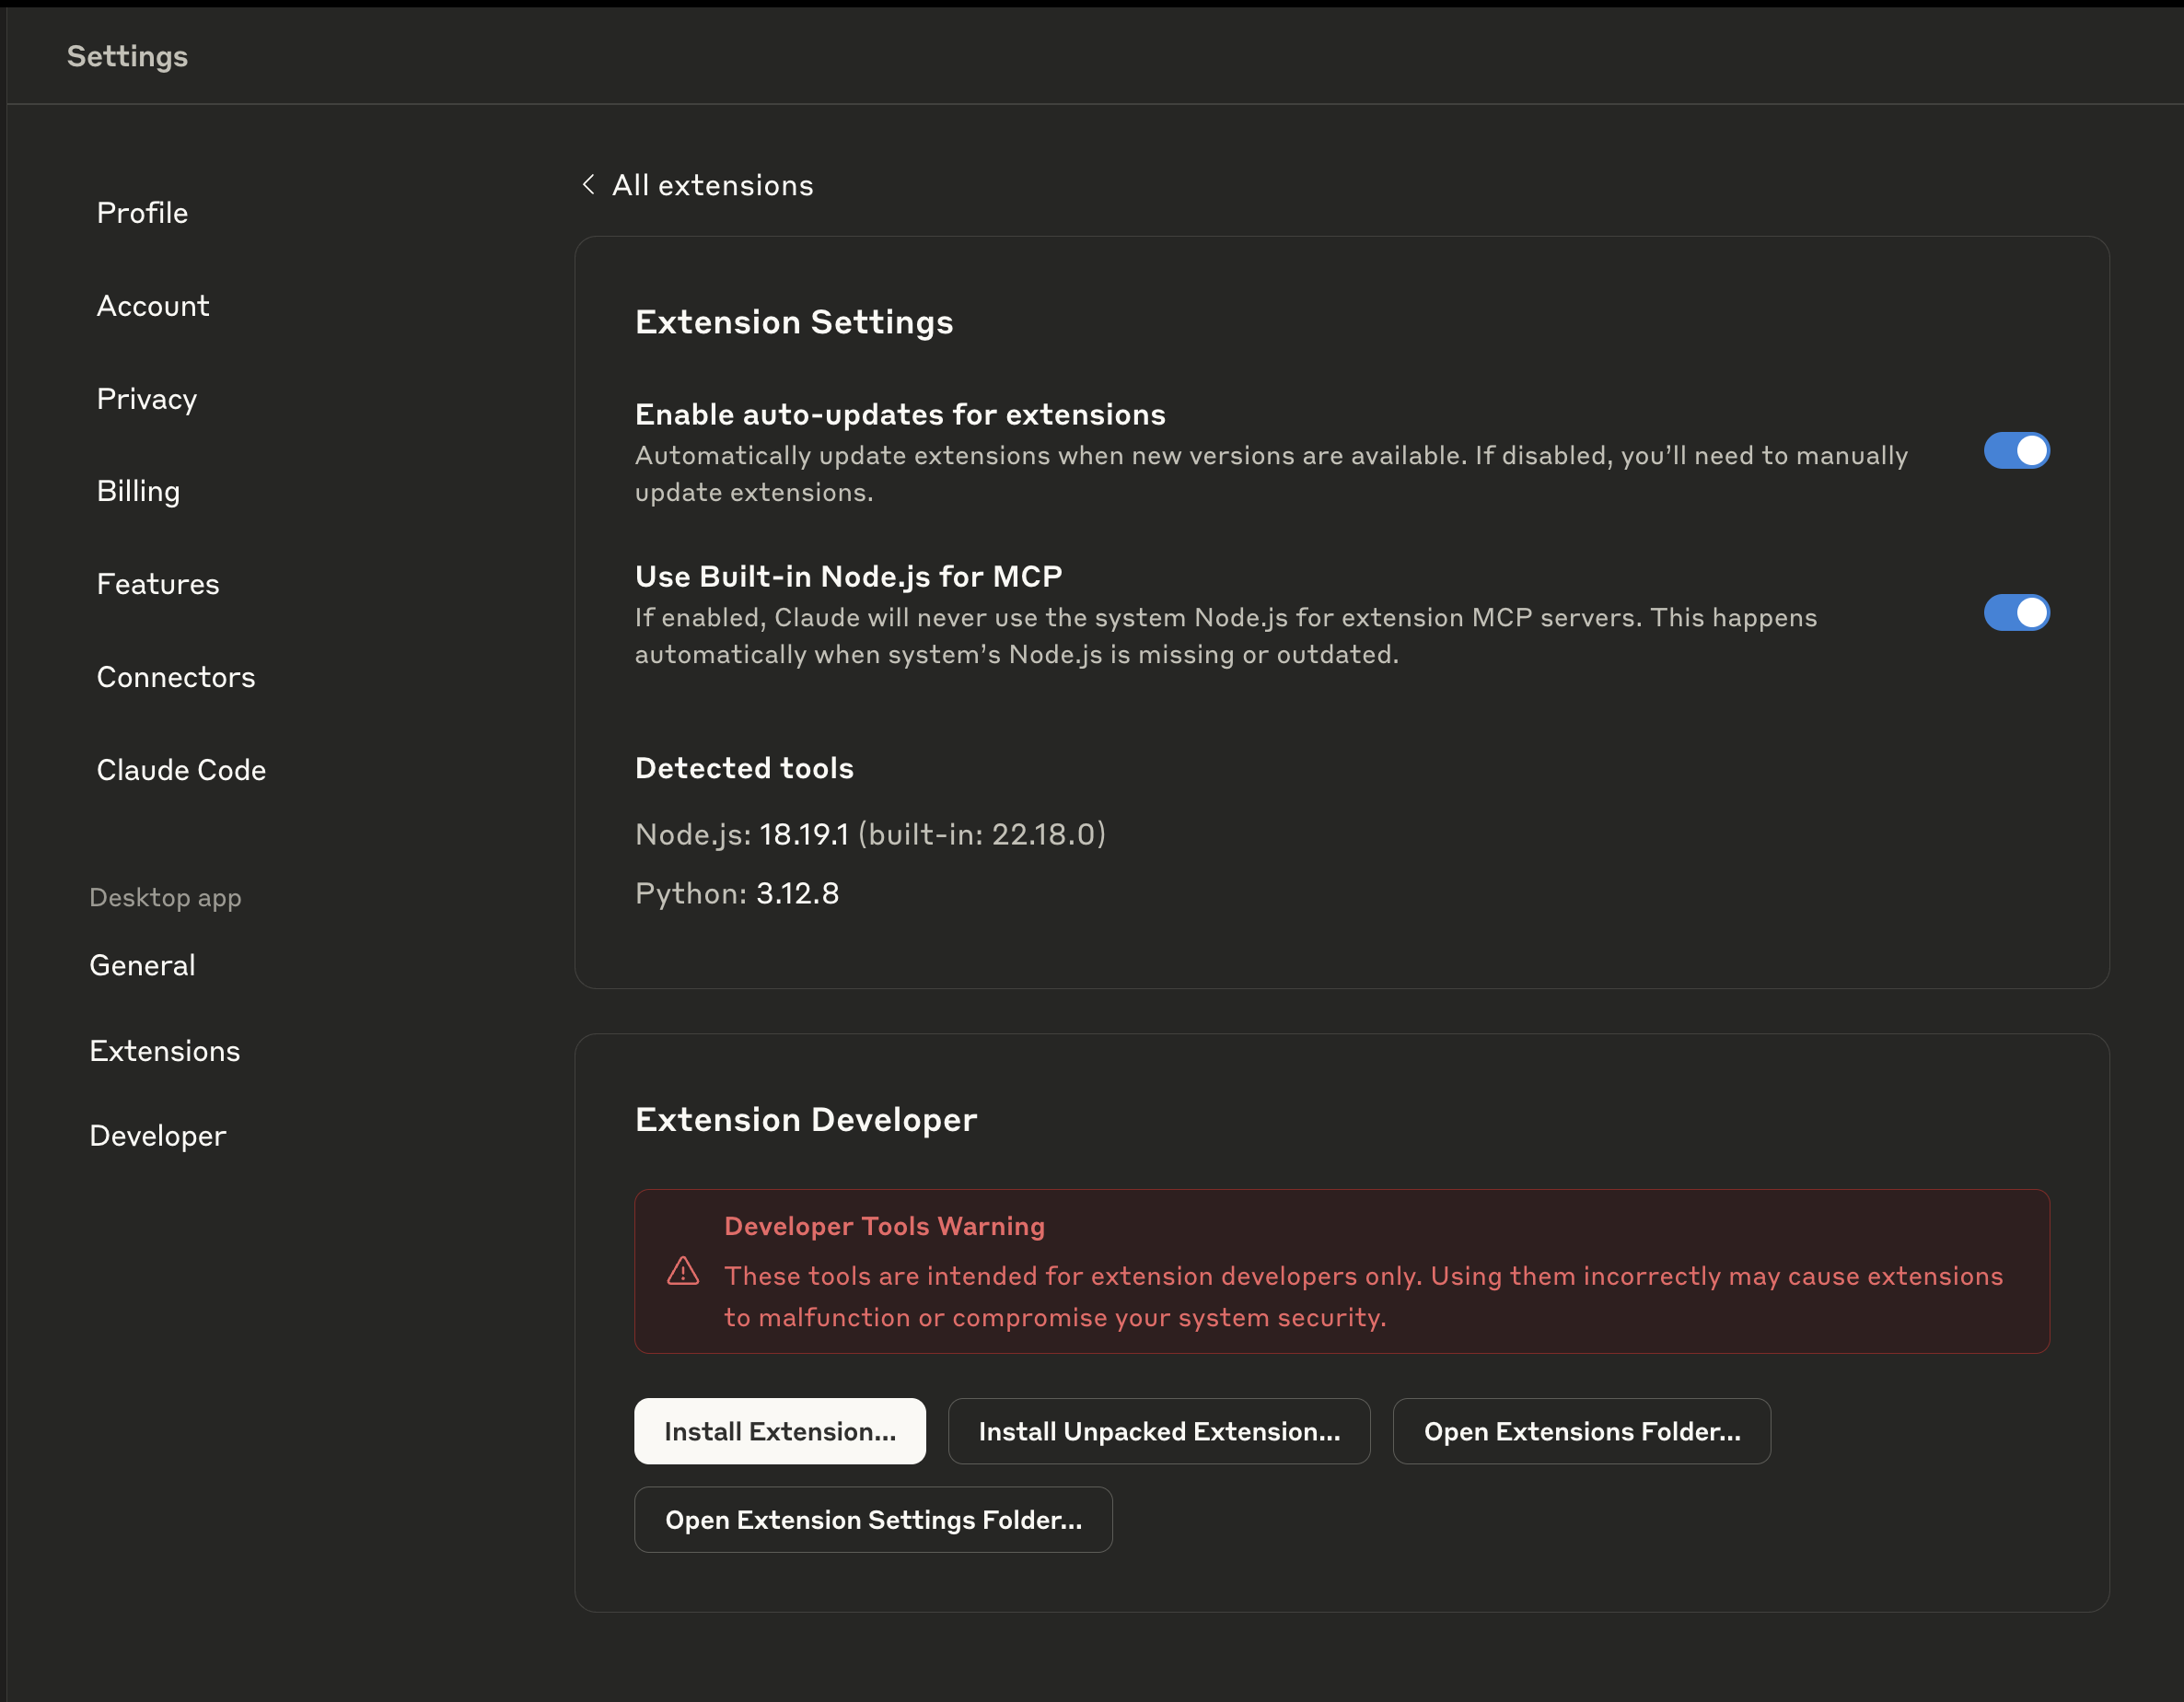 Settings
Profile
Account
Privacy
Billing
Features
Connectors
Claude Code
Desktop app
General
Extensions
Developer
All extensions
Extension Settings
Enable auto-updates for extensions
Automatically update extensions when new versions are available. If disabled, you’ll need to manually
update extensions.
Use Built-in Node.js for MCP
If enabled, Claude will never use the system Node.js for extension MCP servers. This happens
automatically when system’s Node.js is missing or outdated.
Detected tools
Node.js: 18.19.1 (built-in: 22.18.0)
Python: 3.12.8
Extension Developer
Developer Tools Warning
These tools are intended for extension developers only. Using them incorrectly may cause extensions
to malfunction or compromise your system security.
Install Extension...
Install Unpacked Extension...
Open Extensions Folder...
Open Extension Settings Folder...